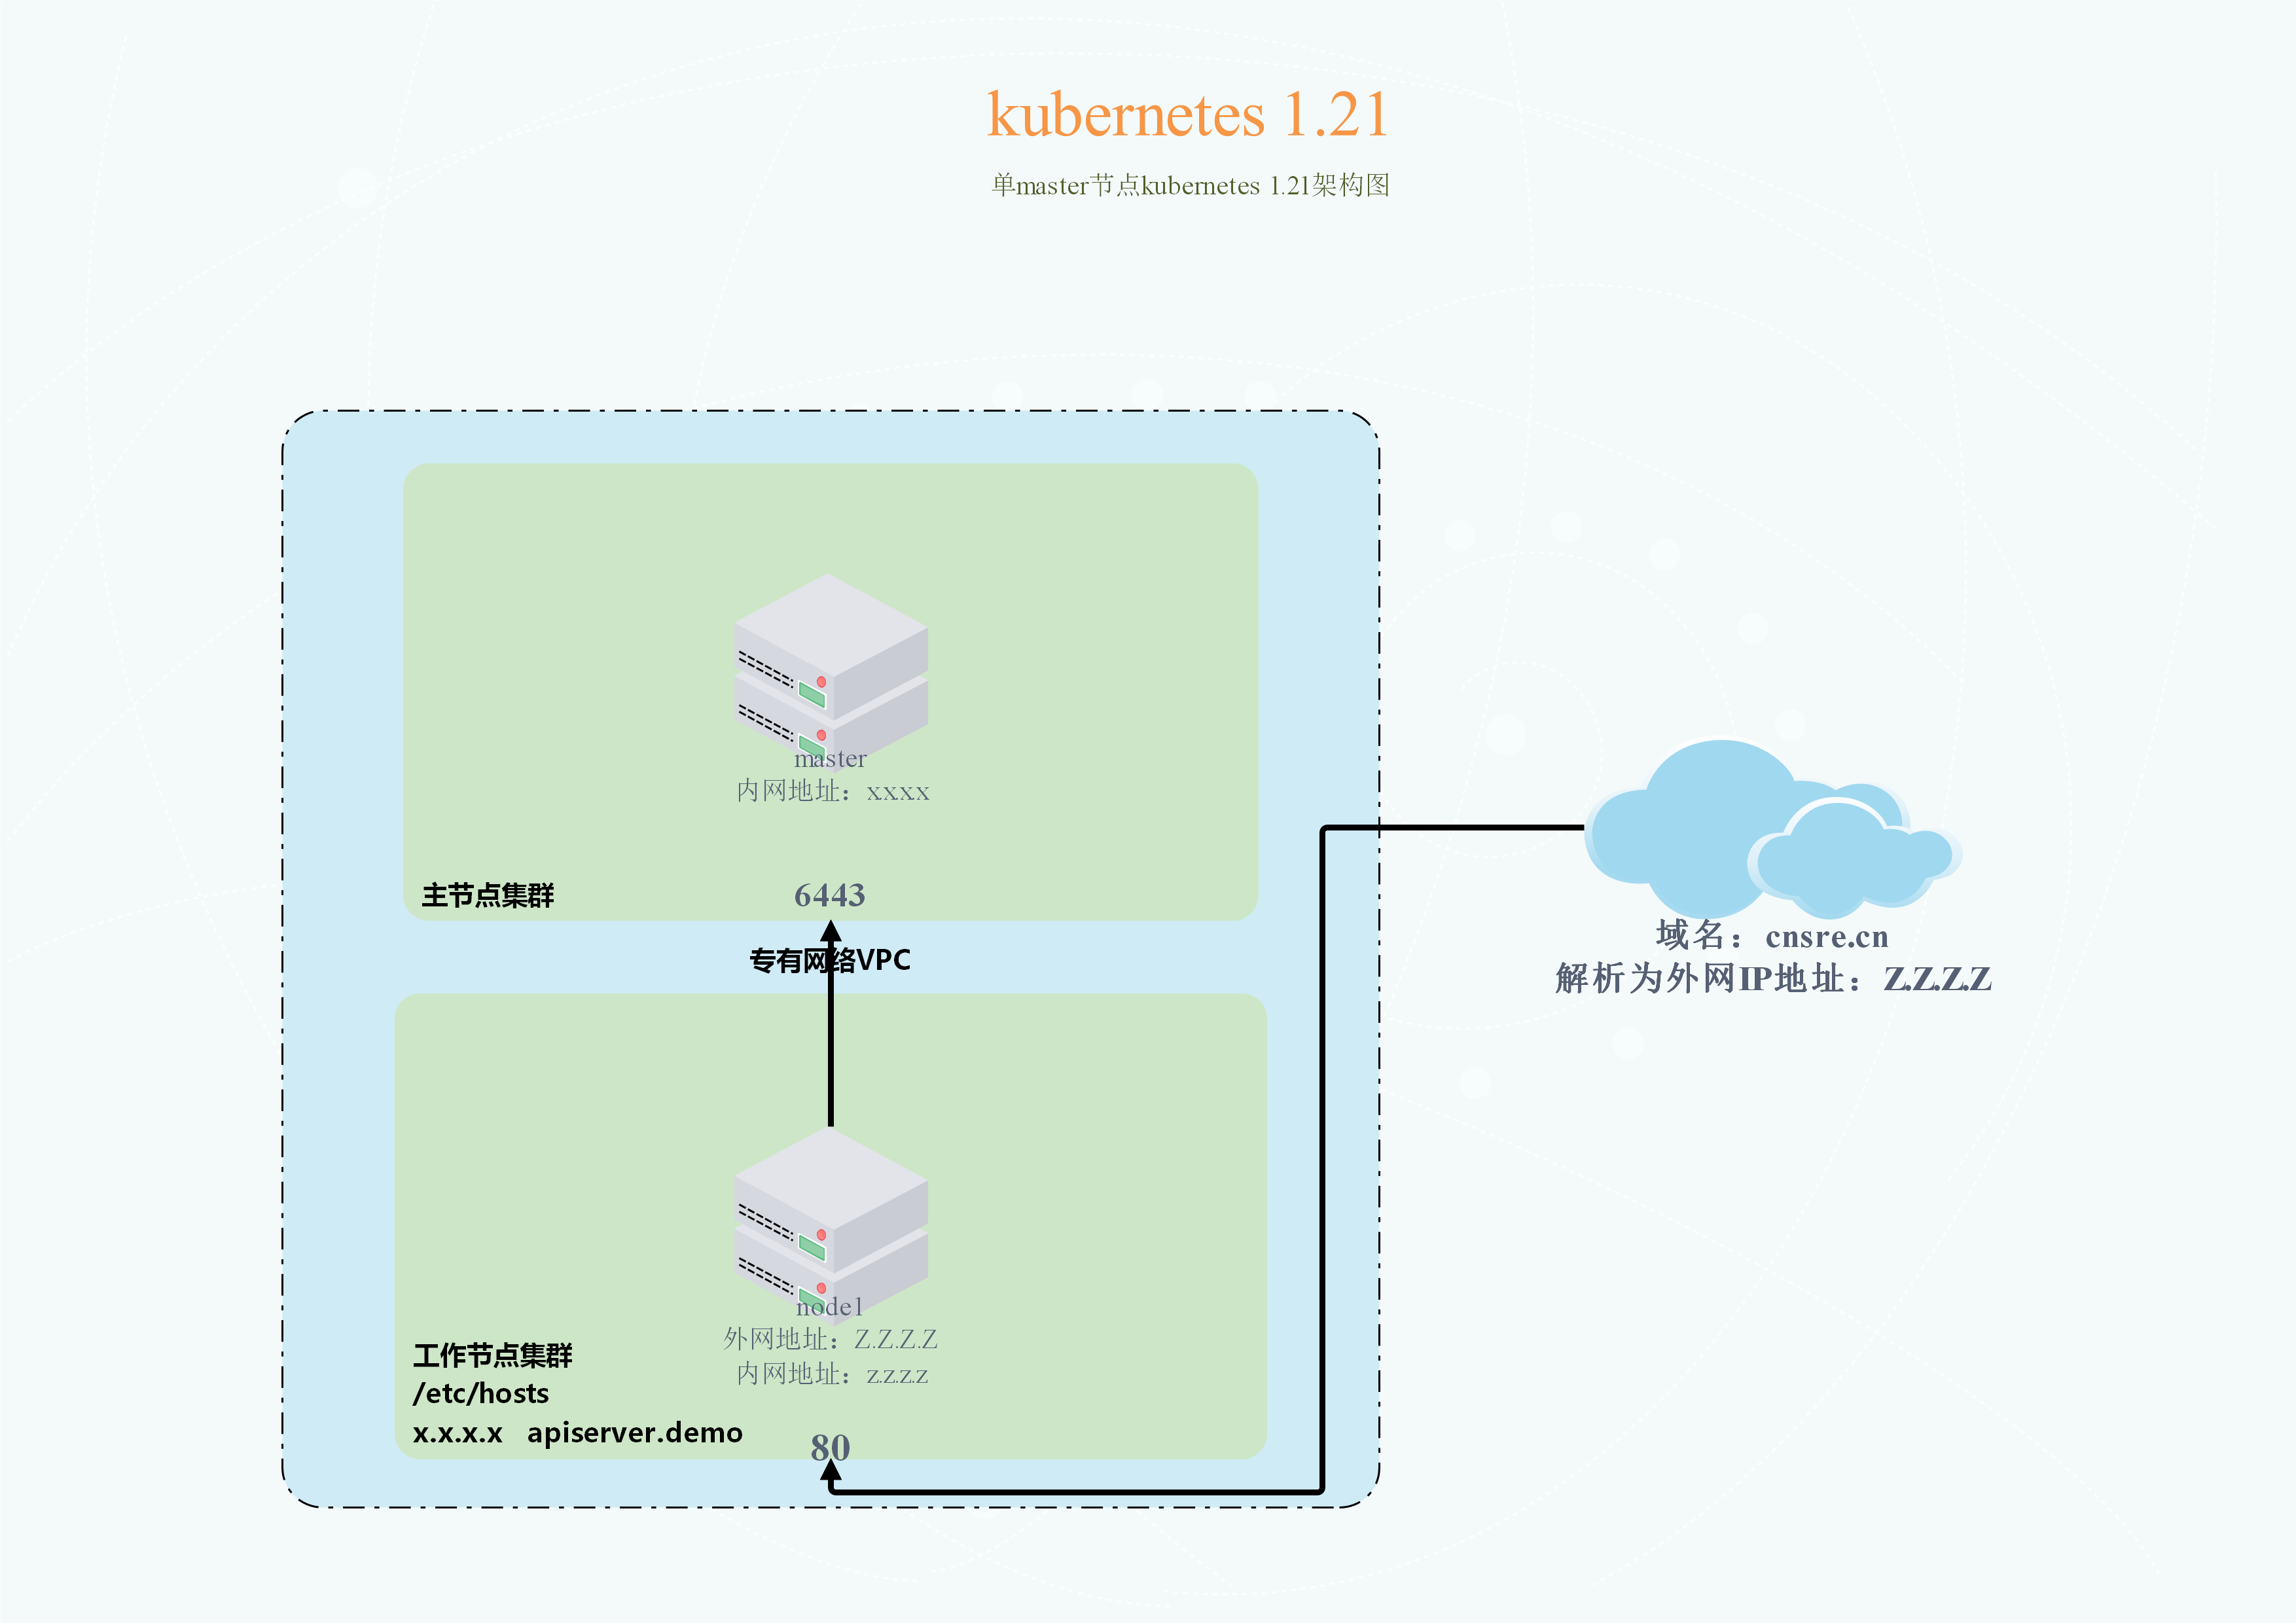 kubernetes 1.21
单master节点kubernetes 1.21架构图
master
内网地址：x.x.x.x
主节点集群
6443
专有网络VPC
域名：cnsre.cn
解析为外网IP地址：Z.Z.Z.Z
node1
外网地址：Z.Z.Z.Z
内网地址：z.z.z.z
工作节点集群
/etc/hosts
x.x.x.x apiserver.demo
80